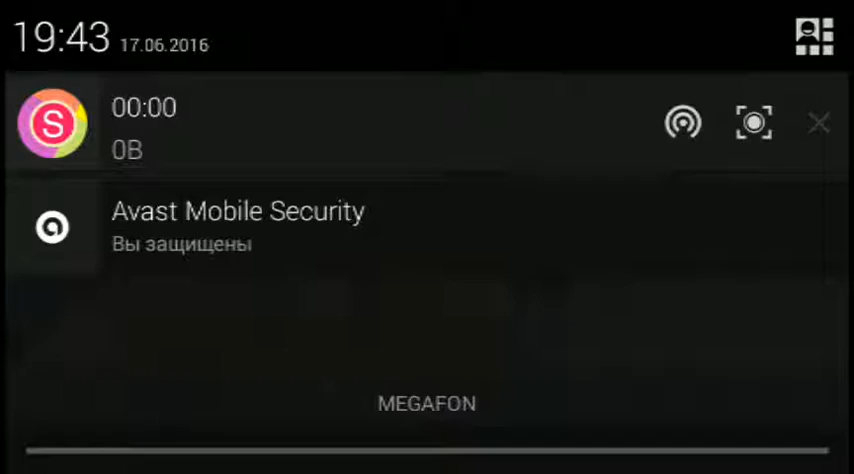 19:43 17.06.2016
S
00:00
0B
Avast Mobile Security
Вы защищены
MEGAFON